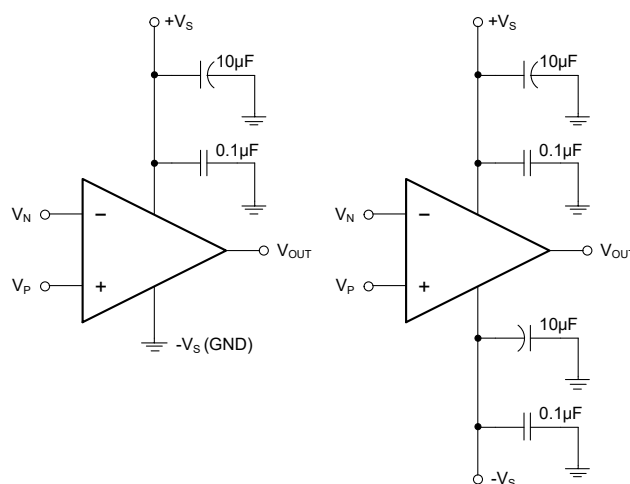 +VS
10µF
0.1µF
VN
−
VP
+
VOUT
-VS (GND)
+VS
10µF
0.1µF
VN
−
VP
+
VOUT
10µF
0.1µF
-VS